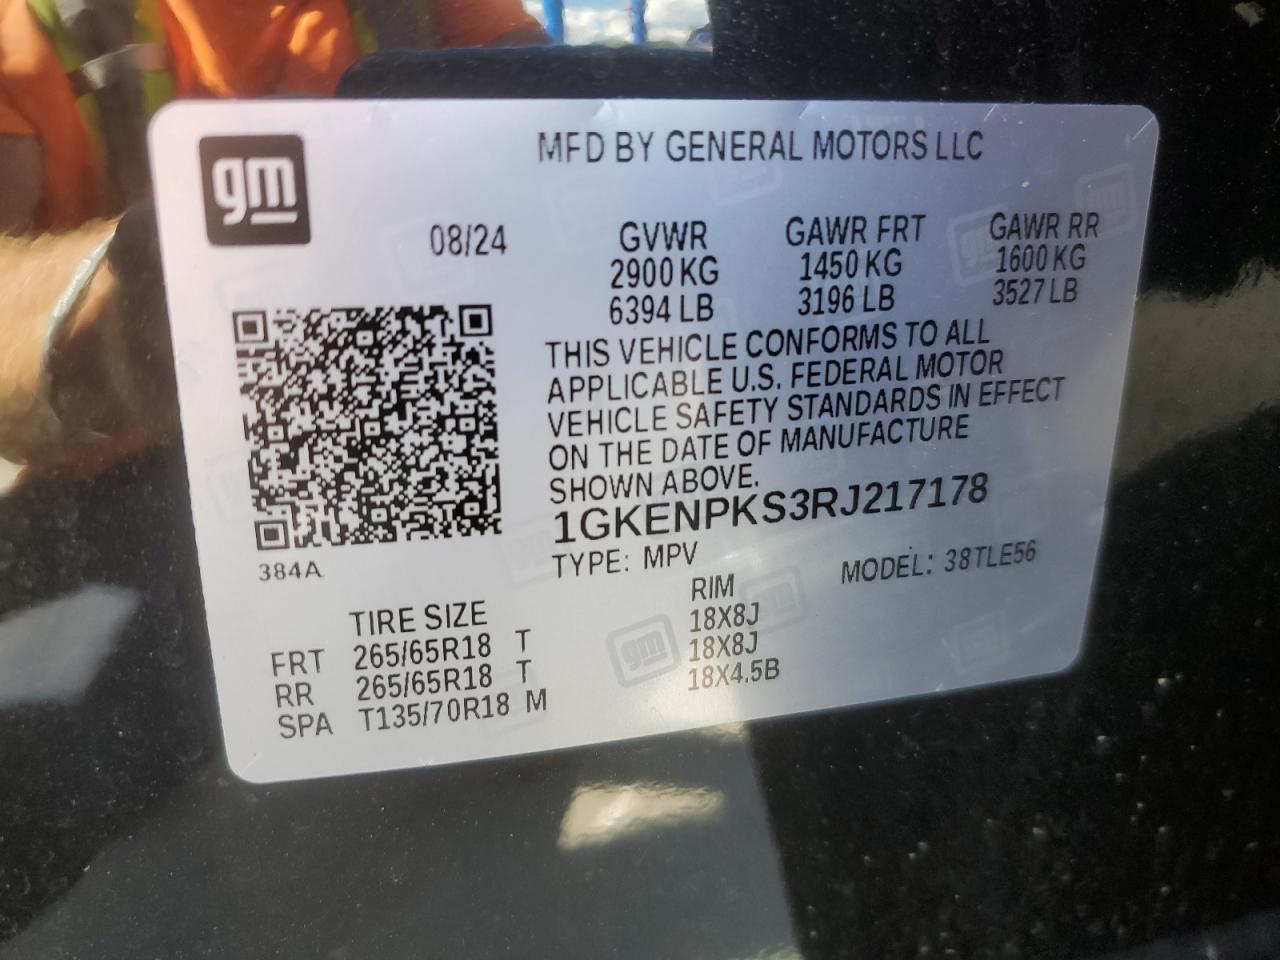 gm
MFD BY GENERAL MOTORS LLC
08/24
GVWR GAWR FRT GAWR RR
2900 KG 1450 KG 1600 KG
6394 LB 3196 LB 3527 LB
THIS VEHICLE CONFORMS TO ALL
APPLICABLE U.S. FEDERAL MOTOR
VEHICLE SAFETY STANDARDS IN EFFECT
ON THE DATE OF MANUFACTURE
SHOWN ABOVE.
1GKENPKS3RJ217178
384A
TYPE: MPV MODEL: 38TLE56
TIRE SIZE RIM
FRT 265/65R18 T 18X8J
RR 265/65R18 T 18X8J
SPA T135/70R18 M 18X4.5B
gm